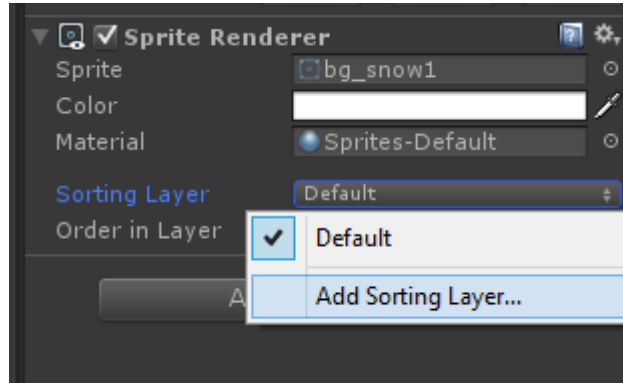 Sprite Renderer
Sprite bg_snow1
Color
Material Sprites-Default
Sorting Layer Default
Order in Layer
Default
A
Add Sorting Layer...